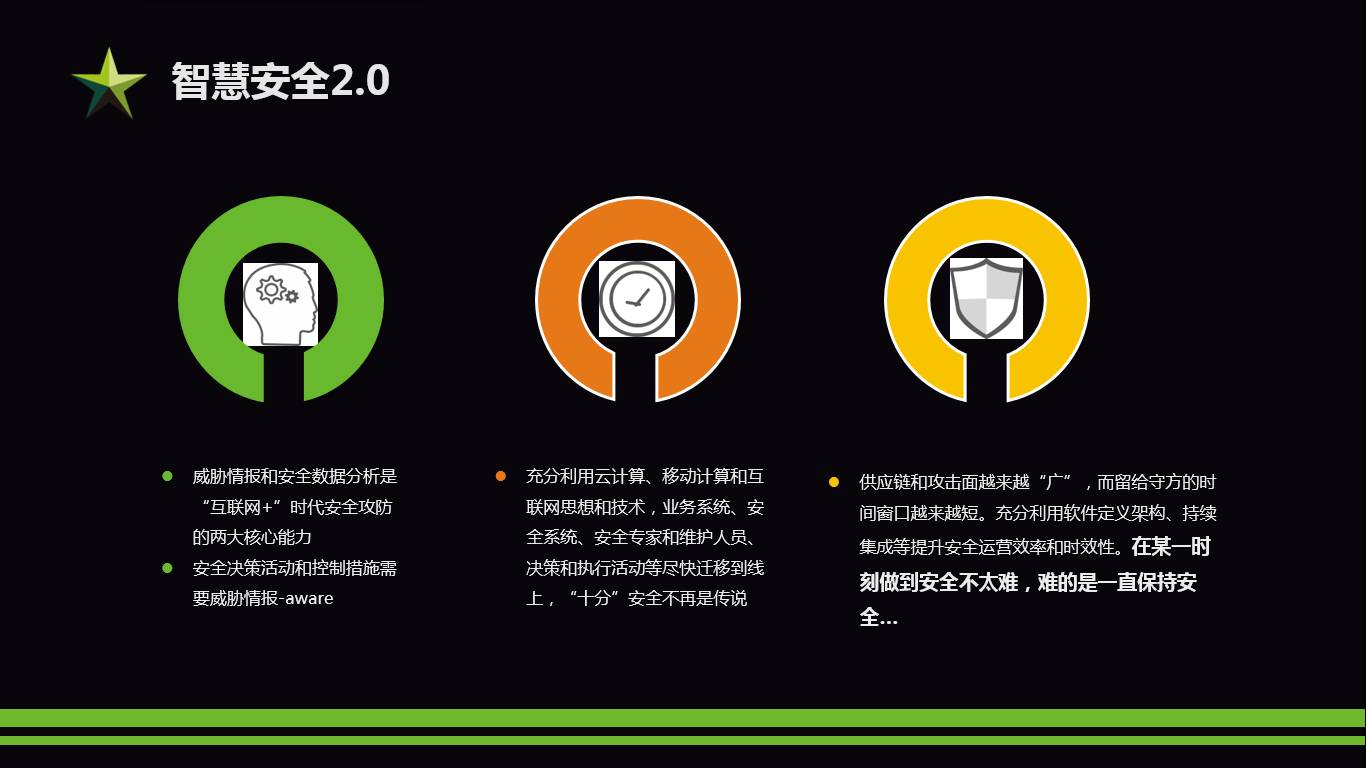 智慧安全2.0
威胁情报和安全数据分析是
“互联网+”时代安全攻防
的两大核心能力
安全决策活动和控制措施需
要威胁情报-aware
充分利用云计算、移动计算和互
联网思想和技术，业务系统、安
全系统、安全专家和维护人员、
决策和执行活动等尽快迁移到线
上，“十分”安全不再是传说
供应链和攻击面越来越“广”，而留给守方的时
间窗口越来越短。充分利用软件定义架构、持续
集成等提升安全运营效率和时效性。在某一时
刻做到安全不太难，难的是一直保持安
全...